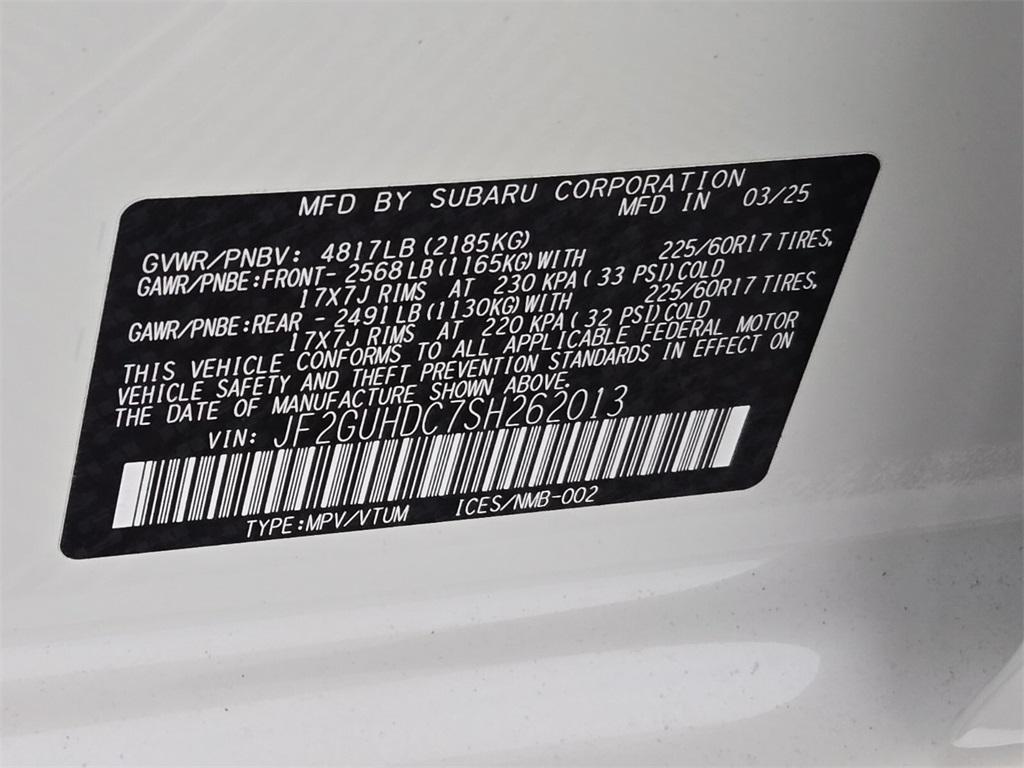 MFD BY SUBARU CORPORATION
MFD IN 03/25
GVWR/PNBV: 4817LB (2185KG)
GAWR/PNBE:FRONT- 2568LB(1165KG)WITH 225/60R17 TIRES,
17X7J RIMS AT 230 KPA( 33 PSI)COLD
GAWR/PNBE:REAR - 2491LB(1130KG)WITH 225/60R17 TIRES,
17X7J RIMS AT 220 KPA( 32 PSI)COLD
THIS VEHICLE CONFORMS TO ALL APPLICABLE FEDERAL MOTOR
VEHICLE SAFETY AND THEFT PREVENTION STANDARDS IN EFFECT ON
THE DATE OF MANUFACTURE SHOWN ABOVE.
VIN: JF2GUHDC7SH262013
TYPE:MPV/VTUM ICES/NMB-002